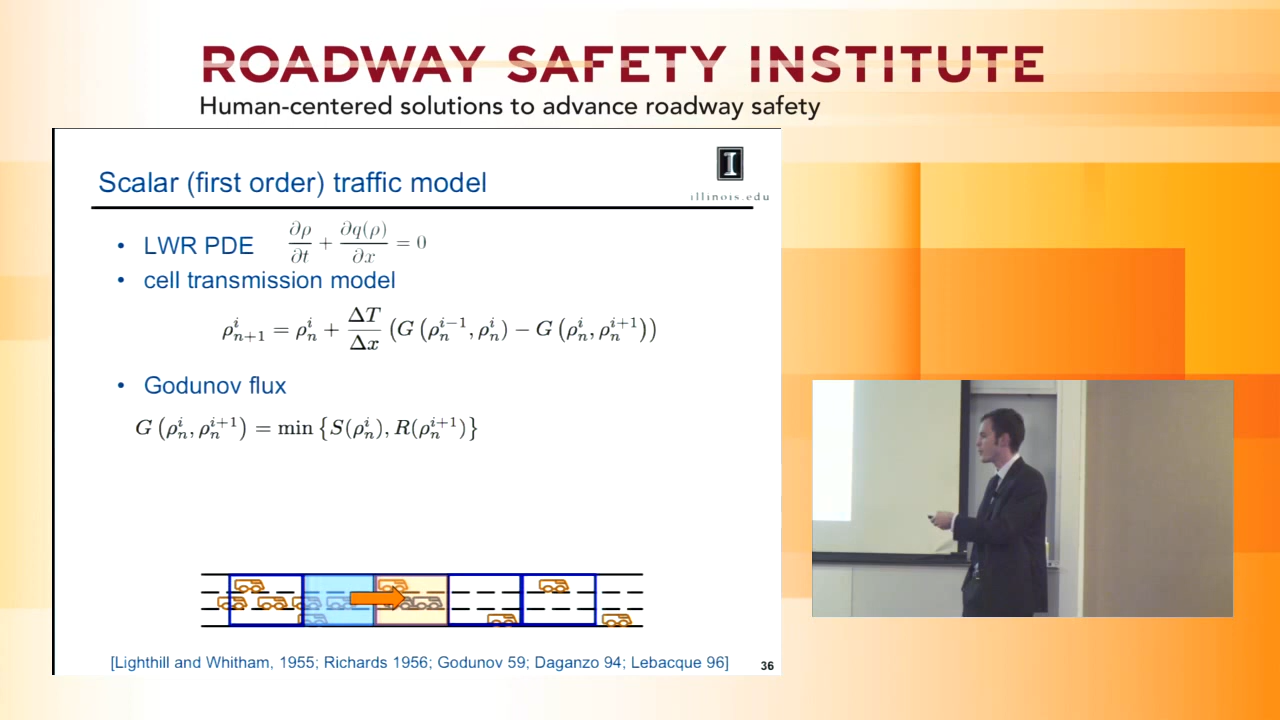 ROADWAY SAFETY INSTITUTE
Human-centered solutions to advance roadway safety
Scalar (first order) traffic model
I
illinois.edu
• LWR PDE ∂ρ/∂t + ∂q(ρ)/∂x = 0
• cell transmission model
ρ^i_{n+1} = ρ^i_n + ΔT/Δx (G(ρ^{i−1}_n, ρ^i_n) − G(ρ^i_n, ρ^{i+1}_n))
• Godunov flux
G(ρ^i_n, ρ^{i+1}_n) = min {S(ρ^i_n), R(ρ^{i+1}_n)}
[Lighthill and Whitham, 1955; Richards 1956; Godunov 59; Daganzo 94; Lebacque 96]
36